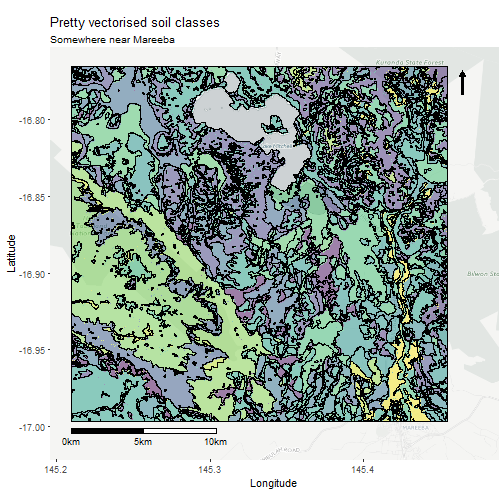 Pretty vectorised soil classes
Somewhere near Mareeba
Kuranda State Forest
-16.80
-16.85
-16.90
-16.95
-17.00
Latitude
0km 5km 10km
MAREEBA
145.2 145.3 145.4
Longitude